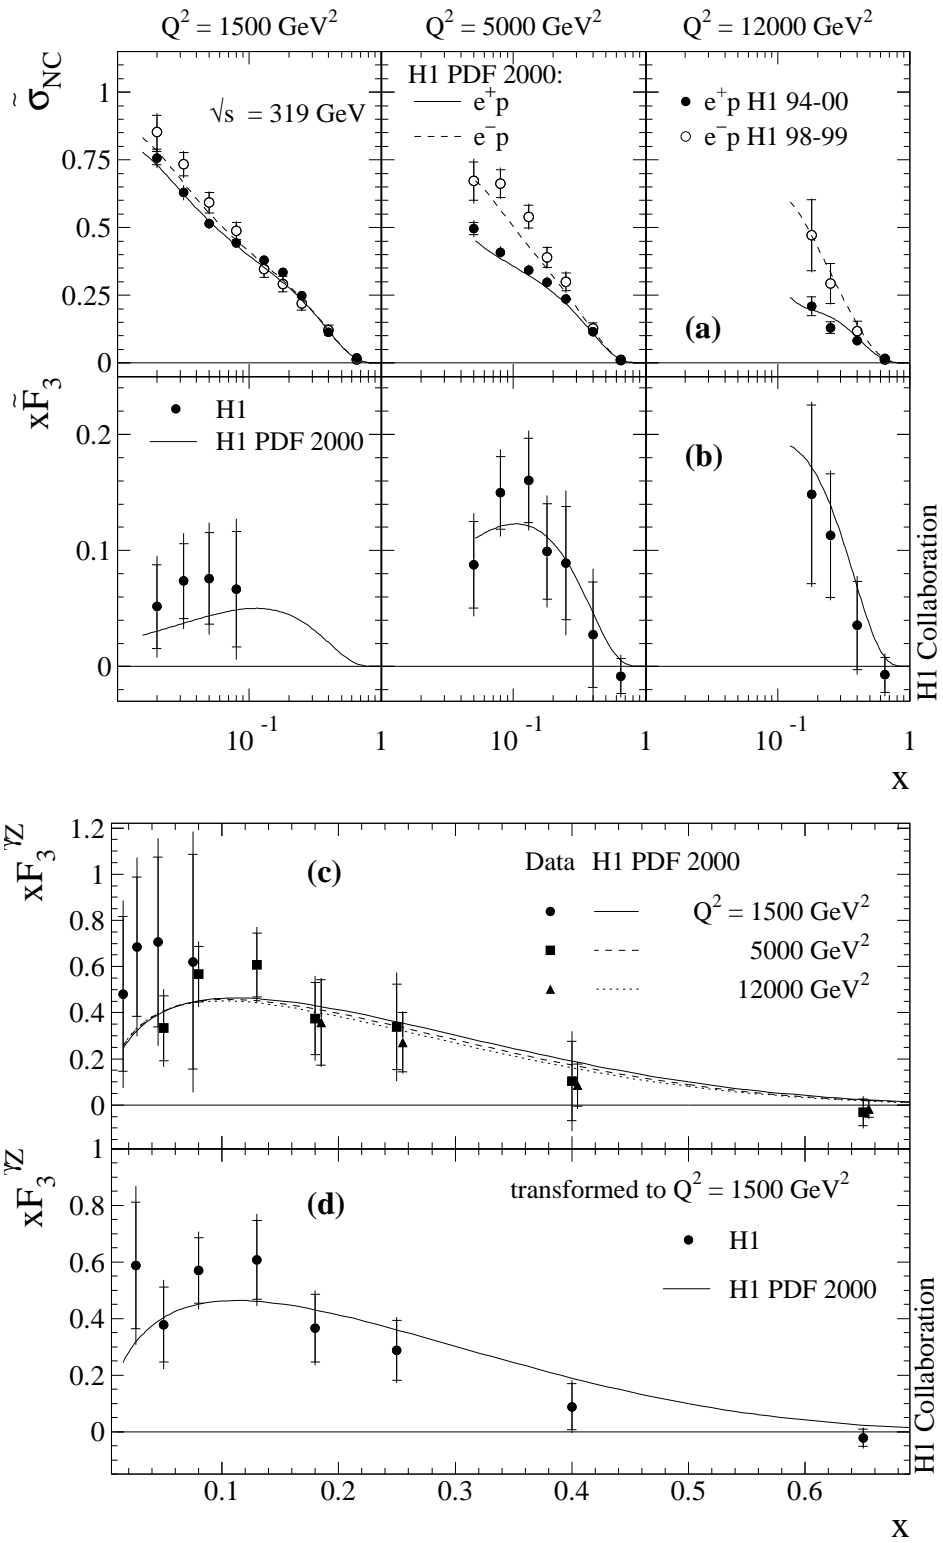 Q² = 1500 GeV² Q² = 5000 GeV² Q² = 12000 GeV²
σ̃_NC
1
0.75
0.5
0.25
0
√s = 319 GeV
H1 PDF 2000:
e⁺p
e⁻p
e⁺p H1 94-00
e⁻p H1 98-99
(a)
xF̃₃
0.2
0.1
0
H1
H1 PDF 2000
(b)
10⁻¹ 1 10⁻¹ 1 10⁻¹ 1
x
H1 Collaboration
xF₃^γZ
1.2
1
0.8
0.6
0.4
0.2
0
(c)
Data H1 PDF 2000
Q² = 1500 GeV²
5000 GeV²
12000 GeV²
xF₃^γZ
1
0.8
0.6
0.4
0.2
0
(d)
transformed to Q² = 1500 GeV²
H1
H1 PDF 2000
0.1 0.2 0.3 0.4 0.5 0.6
x
H1 Collaboration